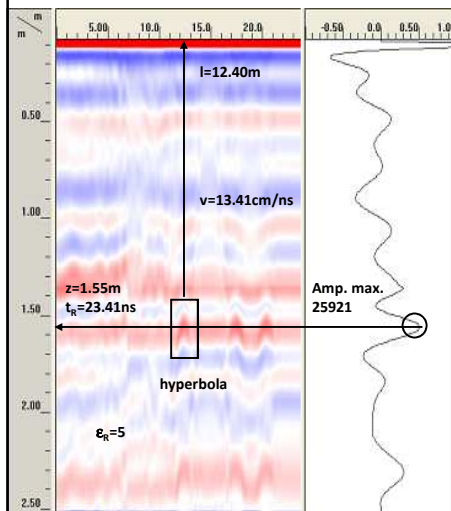 m
m
5.00 10.0 15.0 20.0
-0.50 0.0 0.50 1.0
l=12.40m
0.50
v=13.41cm/ns
1.00
z=1.55m
tR=23.41ns
Amp. max.
25921
1.50
hyperbola
2.00
εR=5
2.50